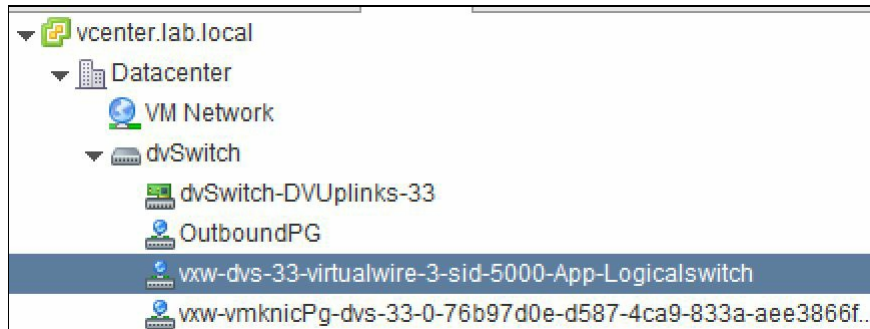 vcenter.lab.local
Datacenter
VM Network
dvSwitch
dvSwitch-DVUplinks-33
OutboundPG
vxw-dvs-33-virtualwire-3-sid-5000-App-Logicalswitch
vxw-vmknicPg-dvs-33-0-76b97d0e-d587-4ca9-833a-aee3866f...